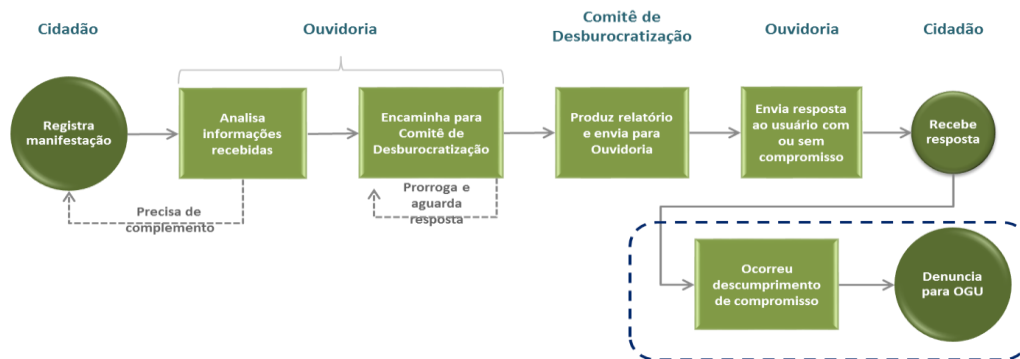 Cidadão
Ouvidoria
Comitê de
Desburocratização
Ouvidoria
Cidadão
Registra
manifestação
Analisa
informações
recebidas
Encaminha para
Comitê de
Desburocratização
Produz relatório
e envia para
Ouvidoria
Envia resposta
ao usuário com
ou sem
compromisso
Recebe
resposta
Precisa de
complemento
Prorroga e
aguarda
resposta
Ocorreu
descumprimento
de compromisso
Denuncia
para OGU